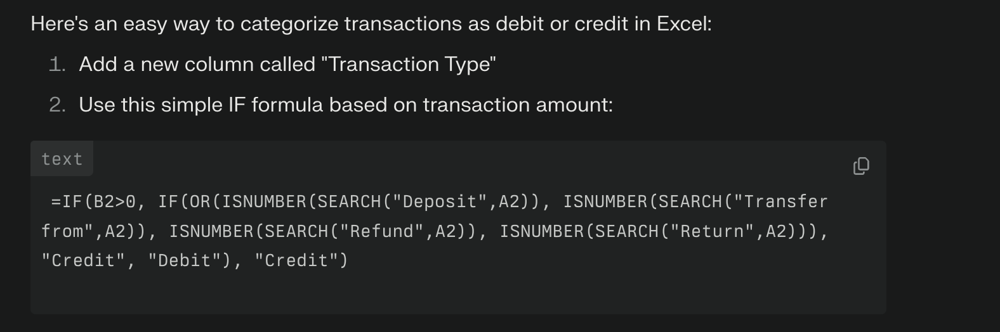 Here's an easy way to categorize transactions as debit or credit in Excel:
1. Add a new column called "Transaction Type"
2. Use this simple IF formula based on transaction amount:
text
=IF(B2>0, IF(OR(ISNUMBER(SEARCH("Deposit",A2)), ISNUMBER(SEARCH("Transfer
from",A2)), ISNUMBER(SEARCH("Refund",A2)), ISNUMBER(SEARCH("Return",A2))),
"Credit", "Debit"), "Credit")